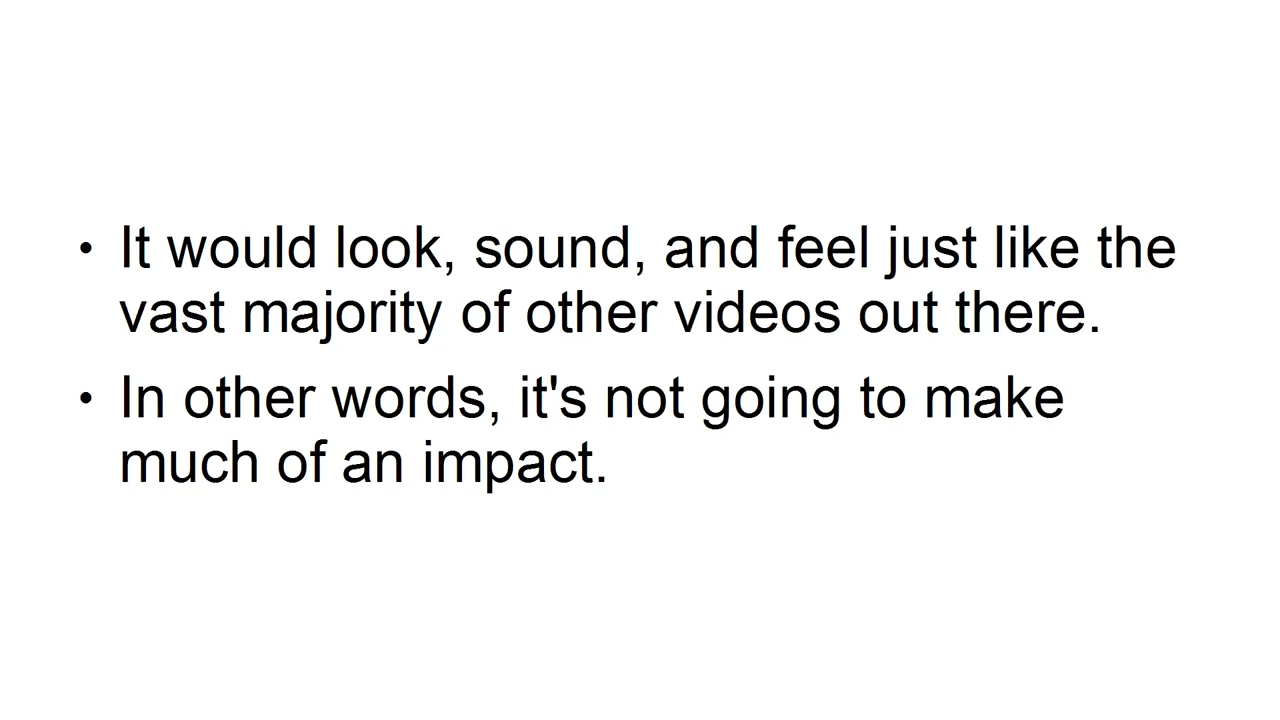 • It would look, sound, and feel just like the
vast majority of other videos out there.
• In other words, it's not going to make
much of an impact.